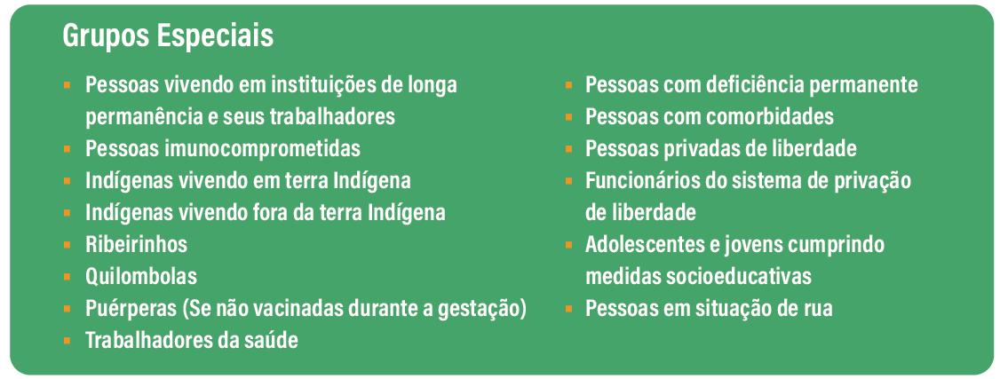 Grupos Especiais
▪ Pessoas vivendo em instituições de longa
permanência e seus trabalhadores
▪ Pessoas imunocomprometidas
▪ Indígenas vivendo em terra Indígena
▪ Indígenas vivendo fora da terra Indígena
▪ Ribeirinhos
▪ Quilombolas
▪ Puérperas (Se não vacinadas durante a gestação)
▪ Trabalhadores da saúde
▪ Pessoas com deficiência permanente
▪ Pessoas com comorbidades
▪ Pessoas privadas de liberdade
▪ Funcionários do sistema de privação
de liberdade
▪ Adolescentes e jovens cumprindo
medidas socioeducativas
▪ Pessoas em situação de rua